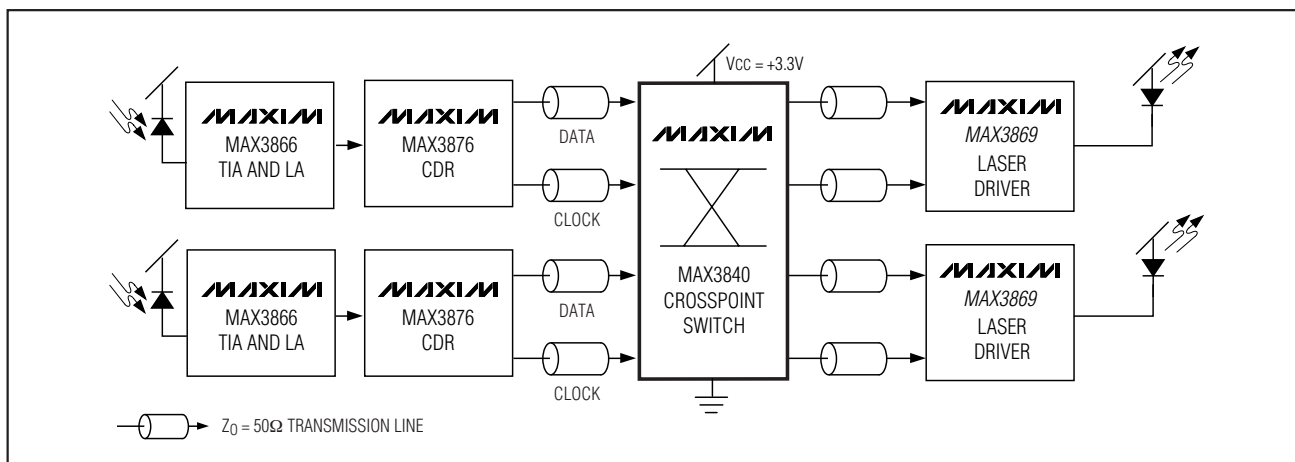 VCC = +3.3V
MAXIM
MAX3866
TIA AND LA
MAXIM
MAX3876
CDR
DATA
CLOCK
MAXIM
MAX3866
TIA AND LA
MAXIM
MAX3876
CDR
DATA
CLOCK
MAXIM
MAX3840
CROSSPOINT
SWITCH
MAXIM
MAX3869
LASER
DRIVER
MAXIM
MAX3869
LASER
DRIVER
ZO = 50Ω TRANSMISSION LINE